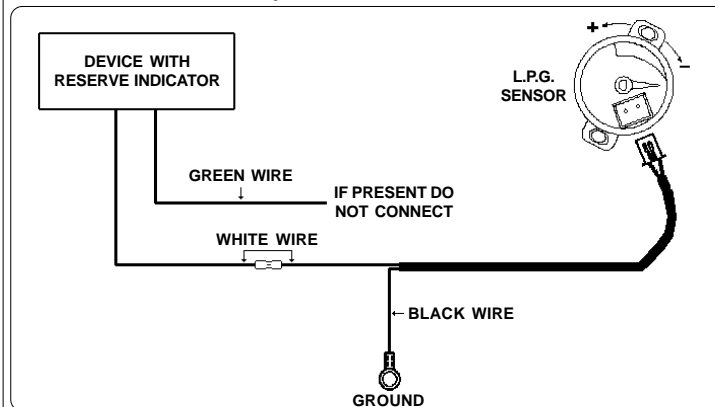 DEVICE WITH
RESERVE INDICATOR
+
−
L.P.G.
SENSOR
GREEN WIRE
IF PRESENT DO
NOT CONNECT
WHITE WIRE
BLACK WIRE
GROUND